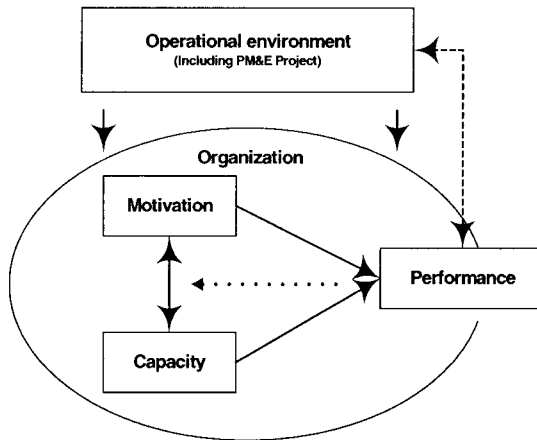 Operational environment
(Including PM&E Project)
Organization
Motivation
Performance
Capacity